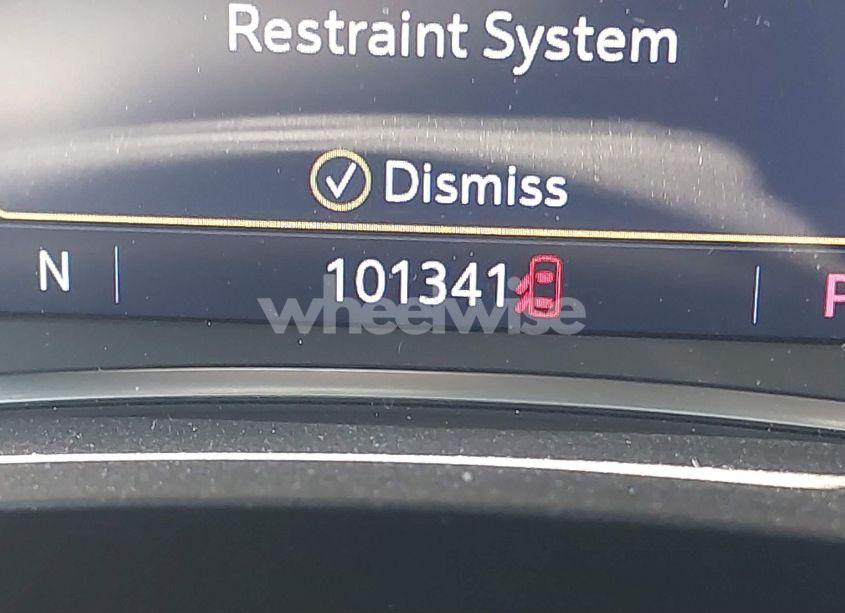 Restraint System
Dismiss
N 101341 P
wheelwise